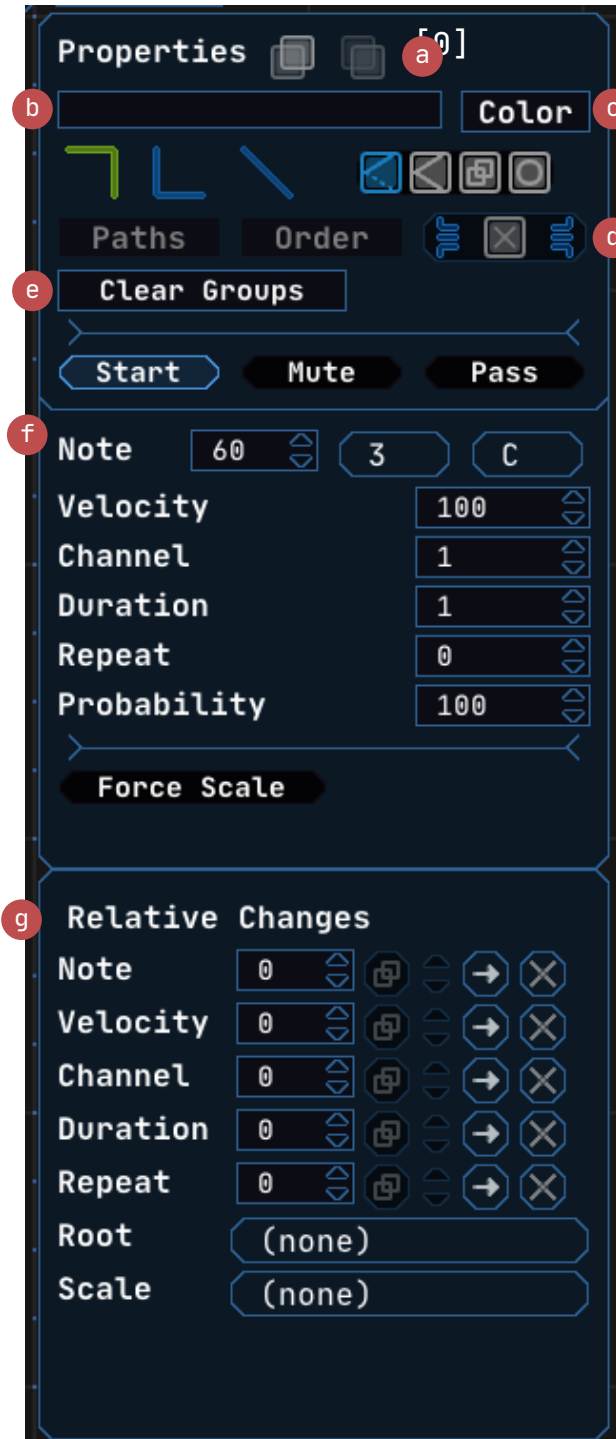 Properties a [0]
b Color c
Paths Order d
e Clear Groups
Start Mute Pass
f Note 60 3 C
Velocity 100
Channel 1
Duration 1
Repeat 0
Probability 100
Force Scale
g Relative Changes
Note 0
Velocity 0
Channel 0
Duration 0
Repeat 0
Root (none)
Scale (none)